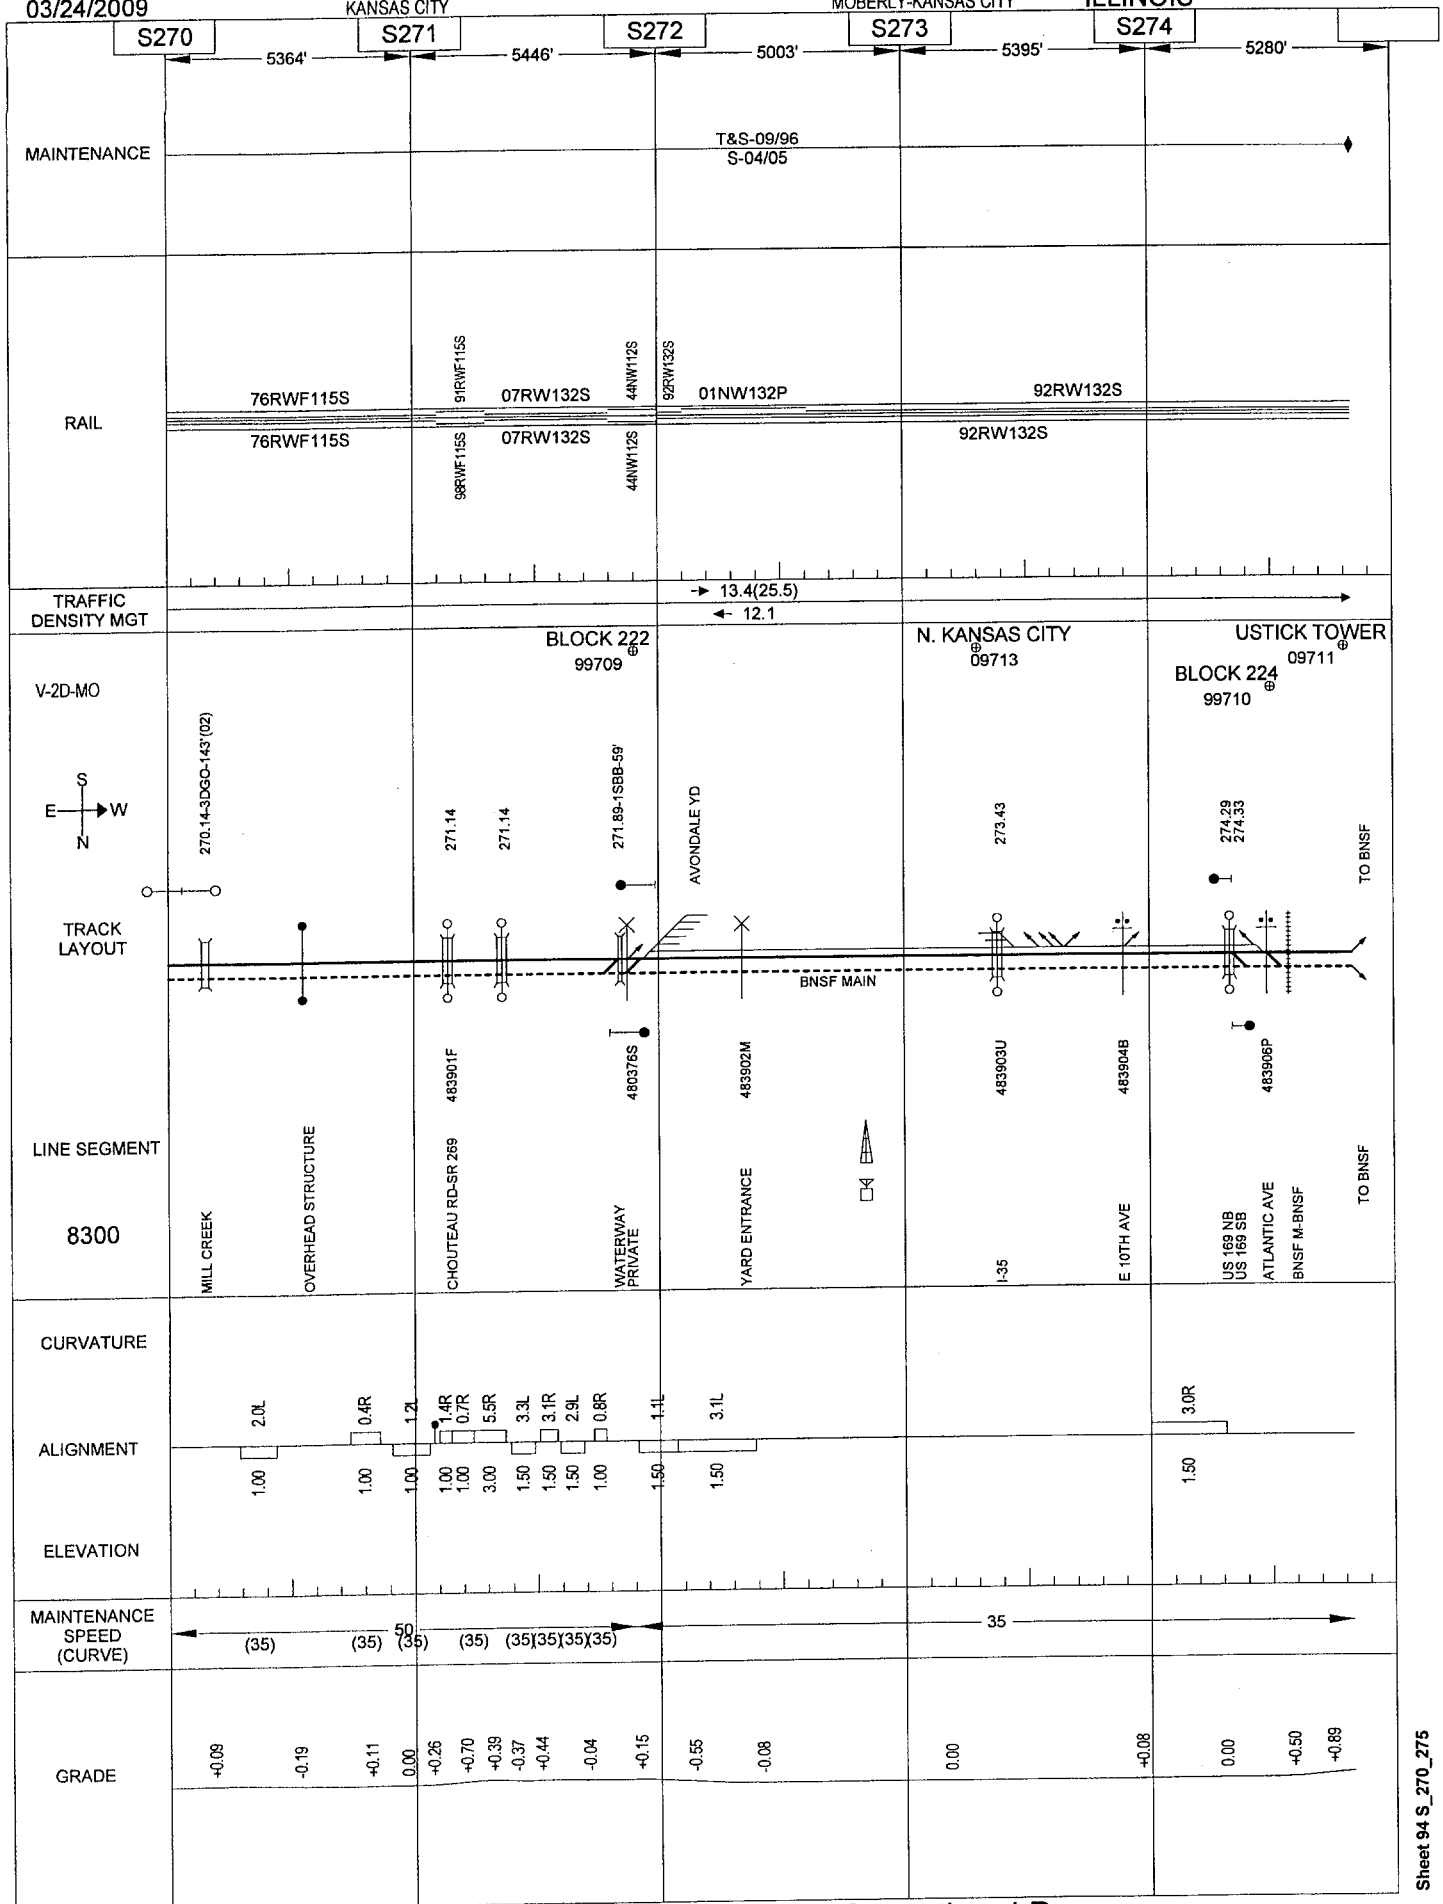 03/24/2009
KANSAS CITY
MOBERLY-KANSAS CITY
ILLINOIS
S270
S271
S272
S273
S274
5364'
5446'
5003'
5395'
5280'
MAINTENANCE
T&S-09/96
S-04/05
RAIL
76RWF115S
91RWF115S
07RW132S
44NW112S
92RW132S
01NW132P
92RW132S
76RWF115S
98RWF115S
07RW132S
44NW112S
92RW132S
TRAFFIC
DENSITY MGT
13.4(25.5)
12.1
BLOCK 222
99709
N. KANSAS CITY
09713
USTICK TOWER
09711
BLOCK 224
99710
V-2D-MO
S
E
W
N
270.14-3DGO-143'(02)
271.14
271.14
271.89-1SBB-59'
AVONDALE YD
273.43
274.29
274.33
TO BNSF
TRACK
LAYOUT
BNSF MAIN
483901F
480376S
483902M
483903U
483904B
483906P
LINE SEGMENT
8300
MILL CREEK
OVERHEAD STRUCTURE
CHOUTEAU RD-SR 269
WATERWAY
PRIVATE
YARD ENTRANCE
I-35
E 10TH AVE
US 169 NB
US 169 SB
ATLANTIC AVE
BNSF M-BNSF
TO BNSF
CURVATURE
2.0L
0.4R
1.2L
1.4R
0.7R
5.5R
3.3L
3.1R
2.9L
0.8R
1.1L
3.1L
3.0R
ALIGNMENT
1.00
1.00
1.00
1.00
1.00
3.00
1.50
1.50
1.50
1.00
1.50
1.50
1.50
ELEVATION
MAINTENANCE
SPEED
(CURVE)
50
35
(35)
(35)
(35)
(35)
(35)(35)(35)(35)
GRADE
+0.09
-0.19
+0.11
0.00
+0.26
+0.70
+0.39
-0.37
+0.44
-0.04
+0.15
-0.55
-0.08
0.00
+0.08
0.00
+0.50
+0.89
Sheet 94 S_270_275